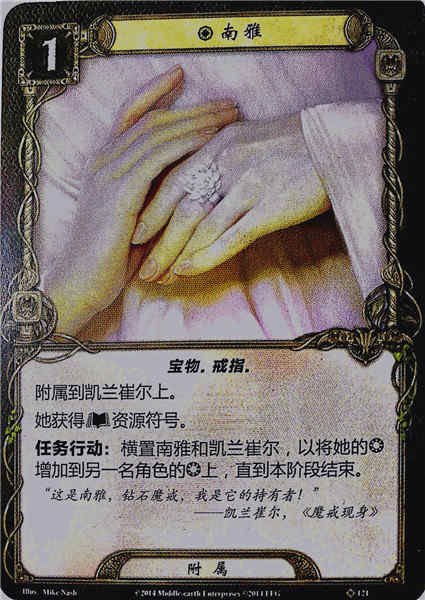 1
南雅
宝物. 戒指.
附属到凯兰崔尔上。
她获得资源符号。
任务行动：横置南雅和凯兰崔尔，以将她的
增加到另一名角色的上，直到本阶段结束。
“这是南雅，钻石魔戒，我是它的持有者！”
——凯兰崔尔，《魔戒现身》
附属
Illus. Mike Nash
©2014 Middle-earth Enterprises ©2014 FFG
121